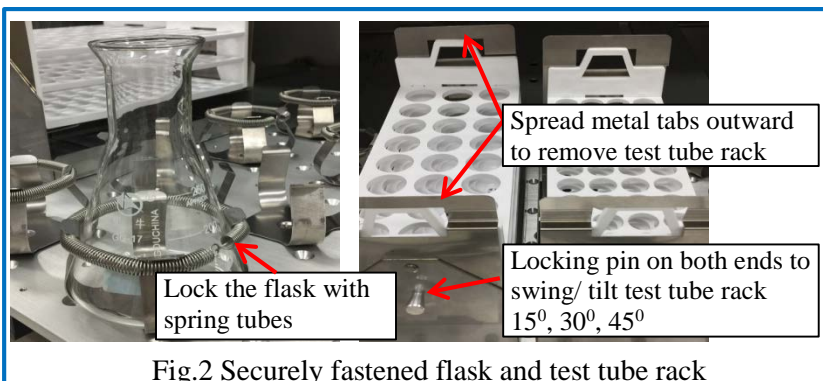 Spread metal tabs outward
to remove test tube rack
Lock the flask with
spring tubes
Locking pin on both ends to
swing/ tilt test tube rack
15⁰, 30⁰, 45⁰
Fig.2 Securely fastened flask and test tube rack